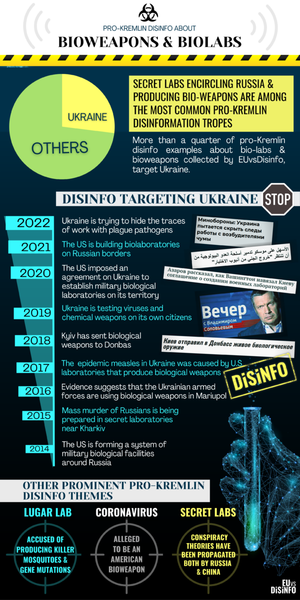 PRO-KREMLIN DISINFO ABOUT
BIOWEAPONS & BIOLABS
UKRAINE
OTHERS
SECRET LABS ENCIRCLING RUSSIA &
PRODUCING BIO-WEAPONS ARE AMONG
THE MOST COMMON PRO-KREMLIN
DISINFORMATION TROPES
More than a quarter of pro-Kremlin
disinfo examples about bio-labs &
bioweapons collected by EUvsDisinfo,
target Ukraine.
DISINFO TARGETING UKRAINE
STOP
2022
Ukraine is trying to hide the traces
of work with plague pathogens
Минобороны: Украина
пытается скрыть следы
работы с возбудителями
чумы
2021
The US is building biolaboratories
on Russian borders
2020
The US imposed an
agreement on Ukraine to
establish military biological
laboratories on its territory
Азаров рассказал, как Вашингтон навязал Киеву
соглашение о создании военных лабораторий
2019
Ukraine is testing viruses and
chemical weapons on its own citizens
Вечер
с Владимиром
Соловьевым
2018
Kyiv has sent biological
weapons to Donbas
Киев отправил в Донбасс живое биологическое
оружие
2017
The epidemic measles in Ukraine was caused by U.S.
laboratories that produce biological weapons
DiSiNFO
2016
Evidence suggests that the Ukrainian armed
forces are using biological weapons in Mariupol
2015
Mass murder of Russians is being
prepared in secret laboratories
near Kharkiv
2014
The US is forming a system of
military biological facilities
around Russia
OTHER PROMINENT PRO-KREMLIN
DISINFO THEMES
LUGAR LAB
ACCUSED OF
PRODUCING KILLER
MOSQUITOES &
GENE MUTATIONS
CORONAVIRUS
ALLEGED
TO BE AN
AMERICAN
BIOWEAPON
SECRET LABS
CONSPIRACY
THEORIES HAVE
BEEN PROPAGATED
BOTH BY RUSSIA
& CHINA
EUvs
DiSiNFO